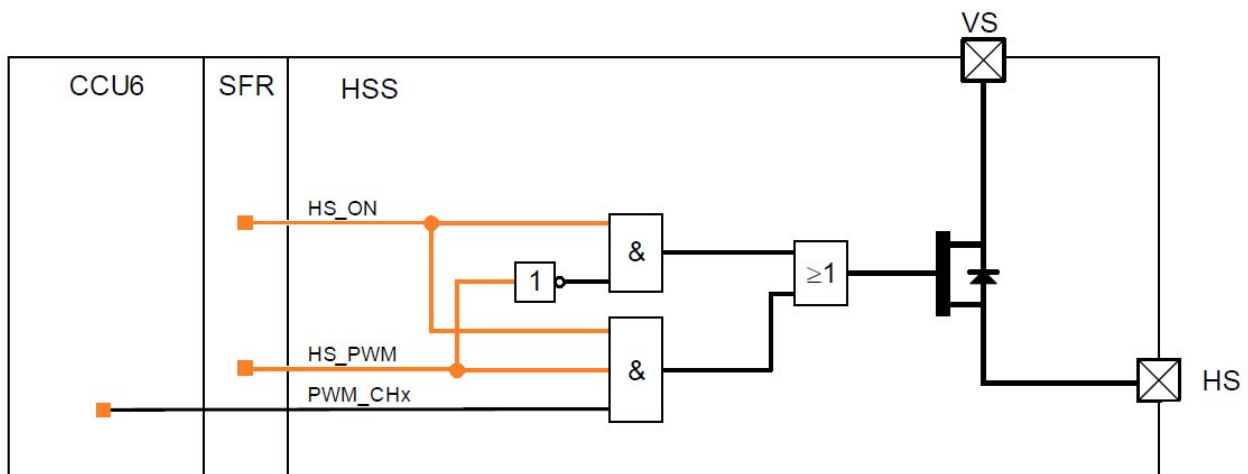 VS
CCU6
SFR
HSS
HS_ON
&
≥1
1
HS_PWM
&
HS
PWM_CHx